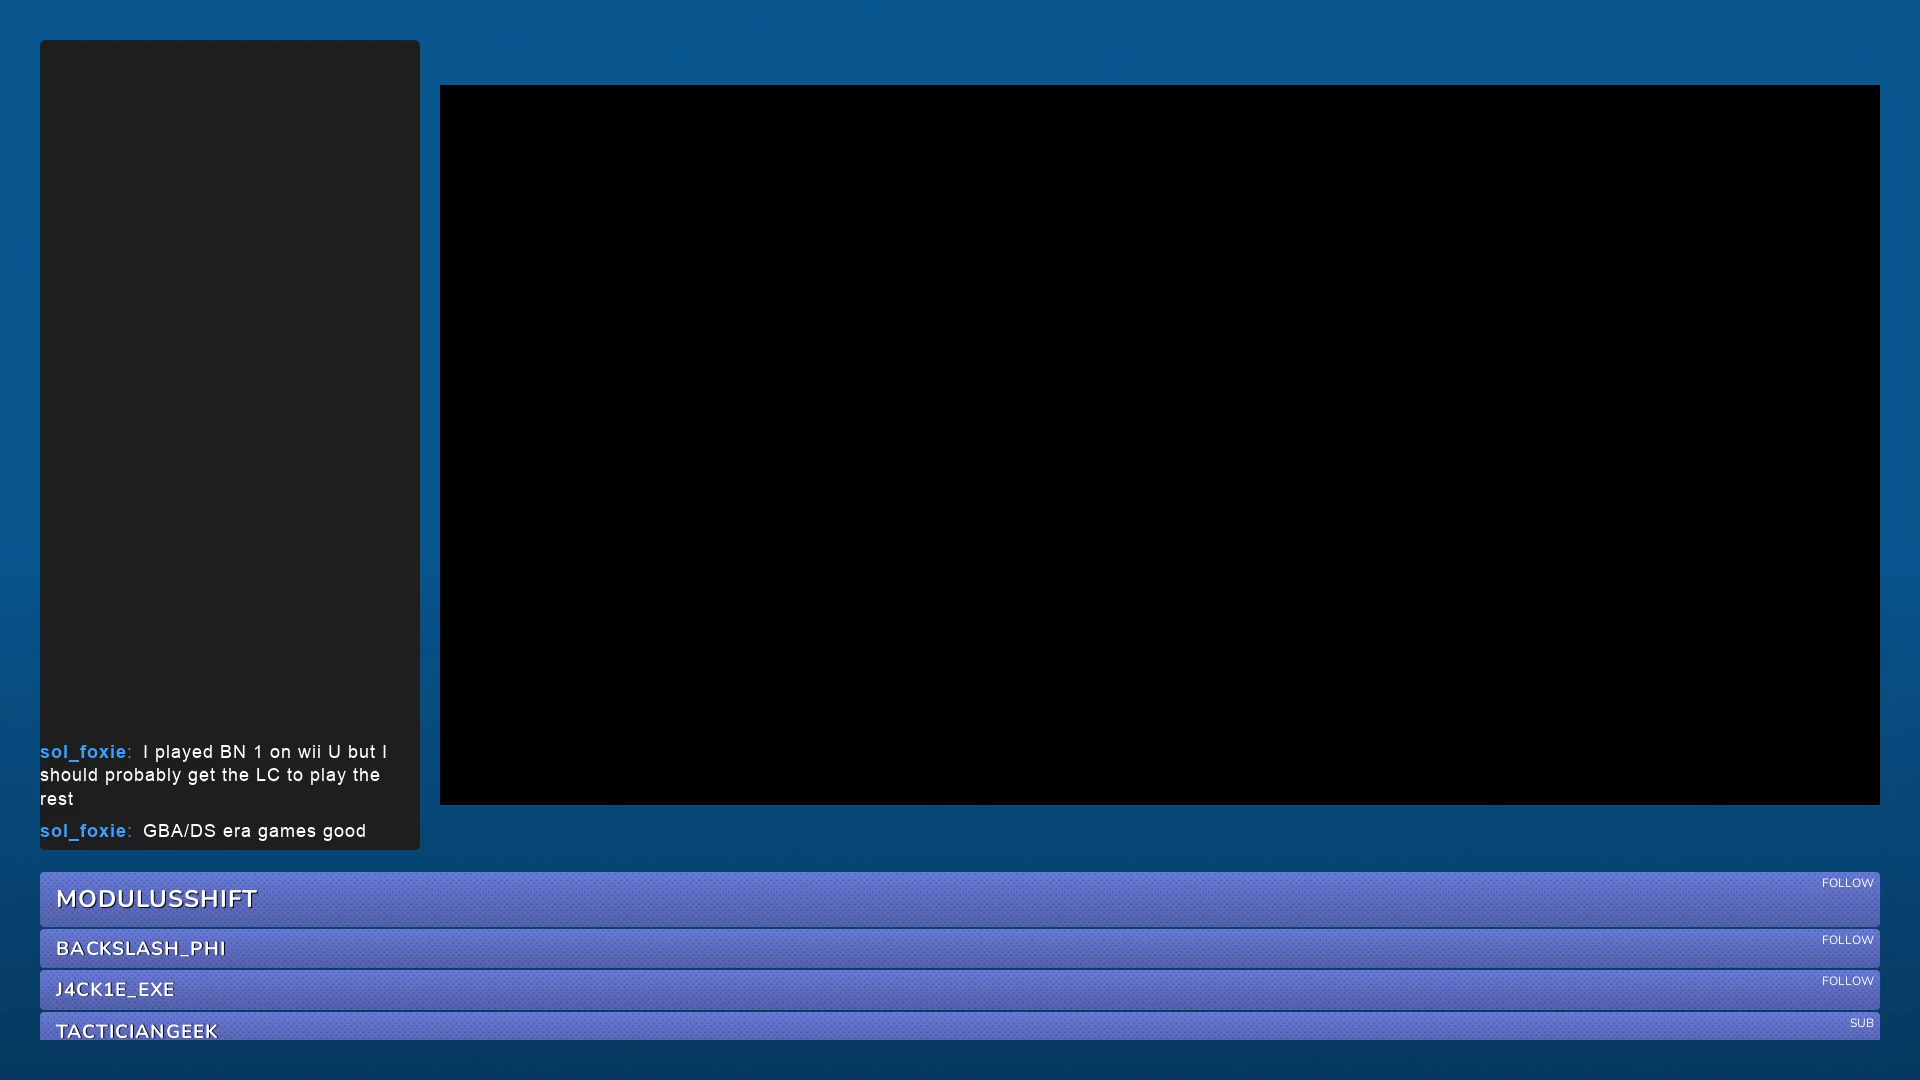 sol_foxie: I played BN 1 on wii U but I
should probably get the LC to play the
rest
sol_foxie: GBA/DS era games good
MODULUSSHIFT FOLLOW
BACKSLASH_PHI FOLLOW
J4CK1E_EXE FOLLOW
TACTICIANGEEK SUB